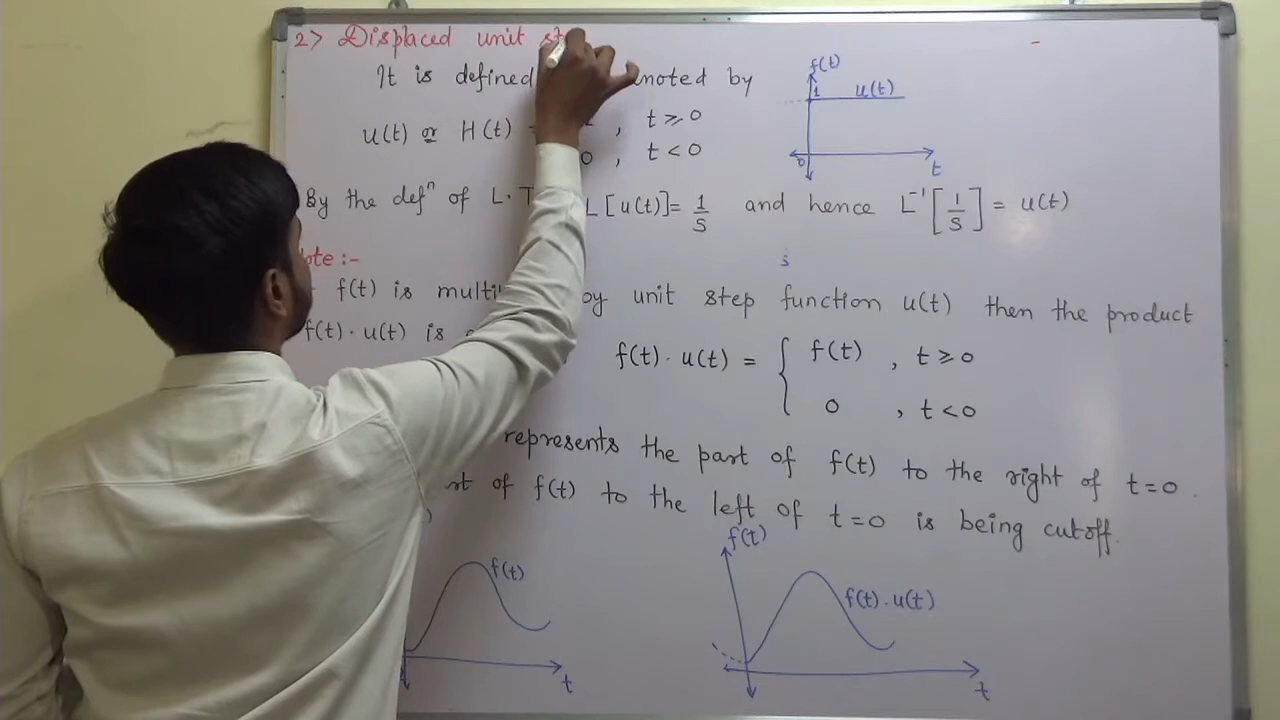 2> Displaced unit st
It is defined noted by
u(t) or H(t) , t ≥ 0
0 , t < 0
f(t)
1 u(t)
0 t
By the defⁿ of L.T L[u(t)] = 1/s and hence L⁻¹[1/s] = u(t)
ote :-
s
f(t) is multi by unit step function u(t) then the product
f(t) · u(t) is
f(t) · u(t) = { f(t) , t ≥ 0
0 , t < 0
represents the part of f(t) to the right of t=0.
of f(t) to the left of t=0 is being cutoff.
f(t)
t
f(t)
f(t) · u(t)
t